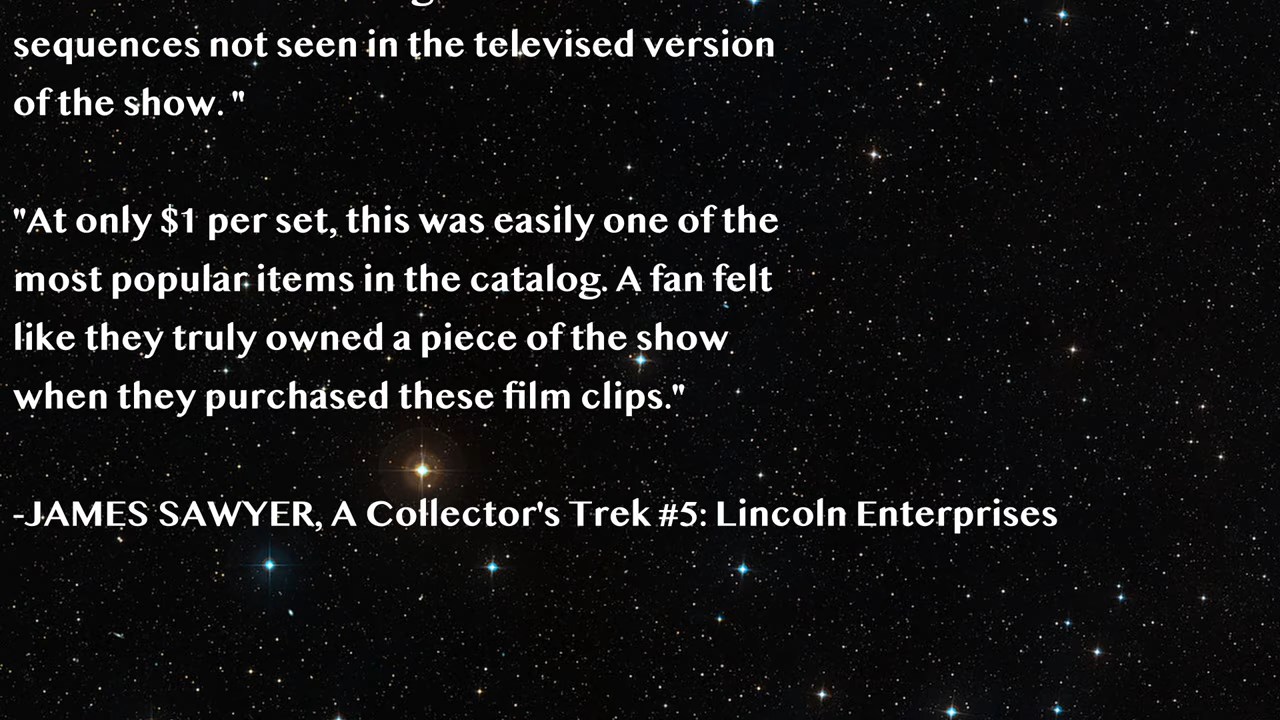 sequences not seen in the televised version
of the show. "
"At only $1 per set, this was easily one of the
most popular items in the catalog. A fan felt
like they truly owned a piece of the show
when they purchased these film clips."
-JAMES SAWYER, A Collector's Trek #5: Lincoln Enterprises